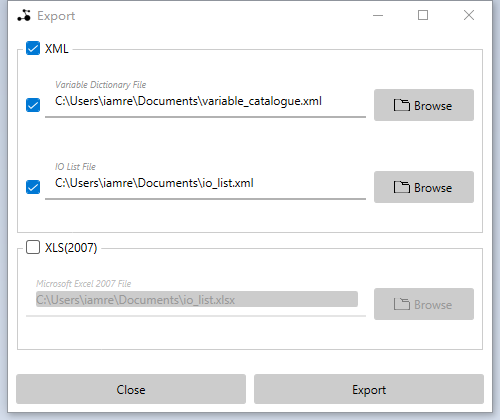 Export
XML
Variable Dictionary File
C:\Users\iamre\Documents\variable_catalogue.xml
Browse
IO List File
C:\Users\iamre\Documents\io_list.xml
Browse
XLS(2007)
Microsoft Excel 2007 File
C:\Users\iamre\Documents\io_list.xlsx
Browse
Close
Export